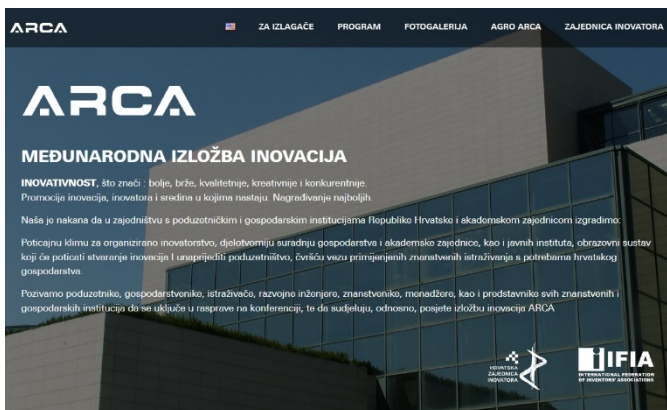 ARCA
ZA IZLAGAČE
PROGRAM
FOTOGALERIJA
AGRO ARCA
ZAJEDNICA INOVATORA
ARCA
MEĐUNARODNA IZLOŽBA INOVACIJA
INOVATIVNOST, što znači : bolje, brže, kvalitetnije, kreativnije i konkurentnije.
Promocija inovacija, inovatora i sredina u kojima nastaju. Nagrađivanje najboljih.
Naša je nakana da u zajedništvu s poduzetničkim i gospodarskim institucijama Republike Hrvatske i akademskom zajednicom izgradimo:
Poticajnu klimu za organizirano inovatorstvo, djelotvorniju suradnju gospodarstva i akademske zajednice, kao i javnih instituta, obrazovni sustav
koji će poticati stvaranje inovacija I unaprijediti poduzetništvo, čvršću vezu primijenjenih znanstvenih istraživanja s potrebama hrvatskog
gospodarstva.
Pozivamo poduzetnike, gospodarstvenike, istraživače, razvojne inženjere, znanstvenike, menadžere, kao i predstavnike svih znanstvenih i
gospodarskih institucija da se uključe u rasprave na konferenciji, te da sudjeluju, odnosno, posjete izložbu inovacija ARCA
HRVATSKA
ZAJEDNICA
INOVATORA
IFIA
INTERNATIONAL FEDERATION
OF INVENTORS' ASSOCIATIONS